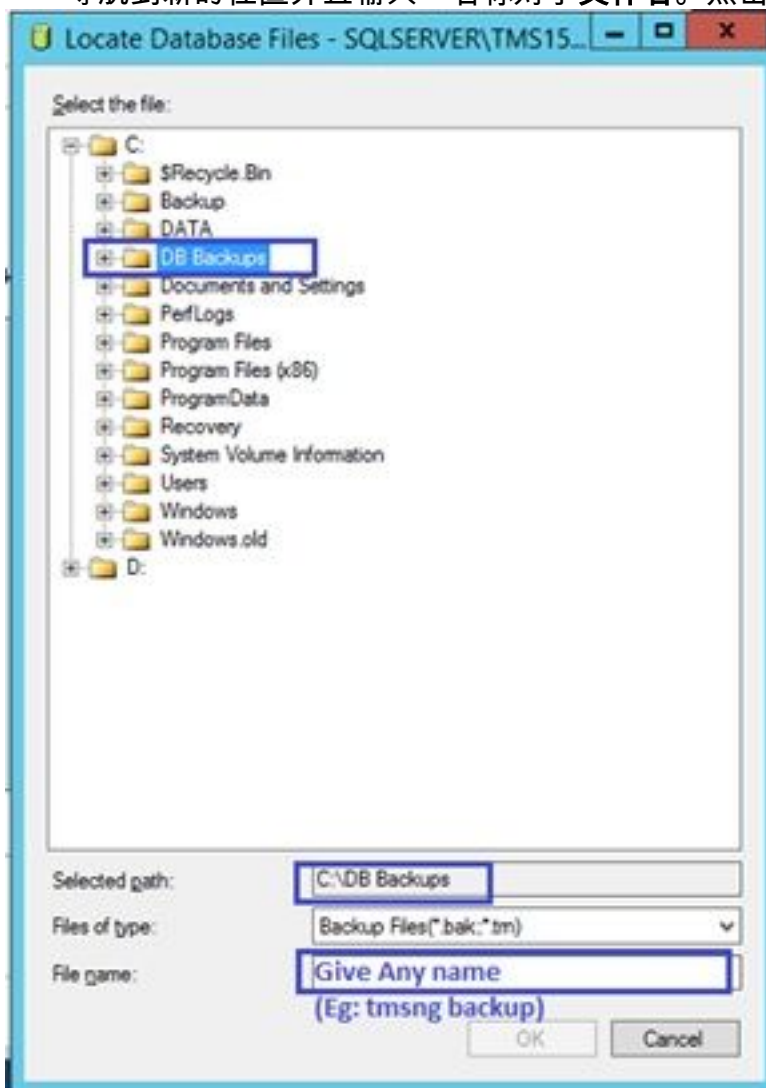 Locate Database Files - SQLSERVER\TMS15...
Select the file:
C:
$Recycle.Bin
Backup
DATA
DB Backups
Documents and Settings
PerfLogs
Program Files
Program Files (x86)
ProgramData
Recovery
System Volume Information
Users
Windows
Windows.old
D:
Selected path:
C:\DB Backups
Files of type:
Backup Files(*.bak;*.trn)
File name:
Give Any name
(Eg: tmsng backup)
OK
Cancel